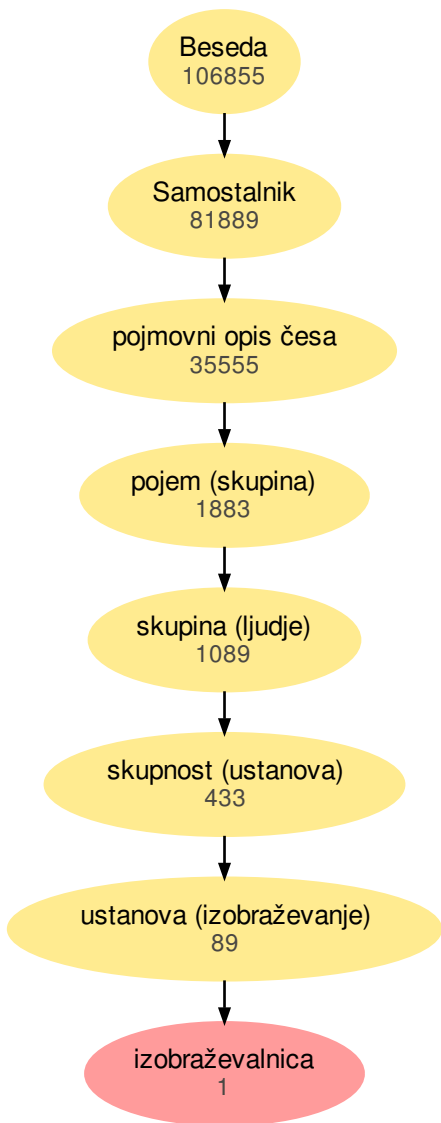 Beseda
106855
Samostalnik
81889
pojmovni opis česa
35555
pojem (skupina)
1883
skupina (ljudje)
1089
skupnost (ustanova)
433
ustanova (izobraževanje)
89
izobraževalnica
1